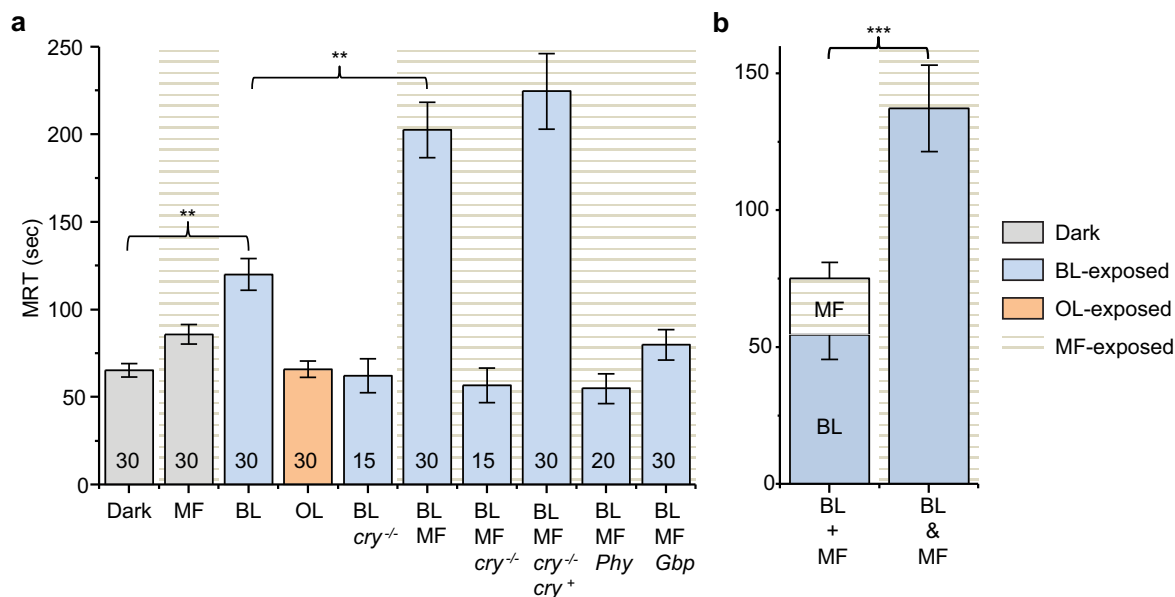 a
MRT (sec)
250
200
150
100
50
0
**
**
30
30
30
30
15
30
15
30
20
30
Dark
MF
BL
OL
BL
cry-/-
BL
MF
BL
MF
cry-/-
BL
MF
cry-/-
cry+
BL
MF
Phy
BL
MF
Gbp
b
***
150
100
50
0
MF
BL
BL
+
MF
BL
&
MF
Dark
BL-exposed
OL-exposed
MF-exposed